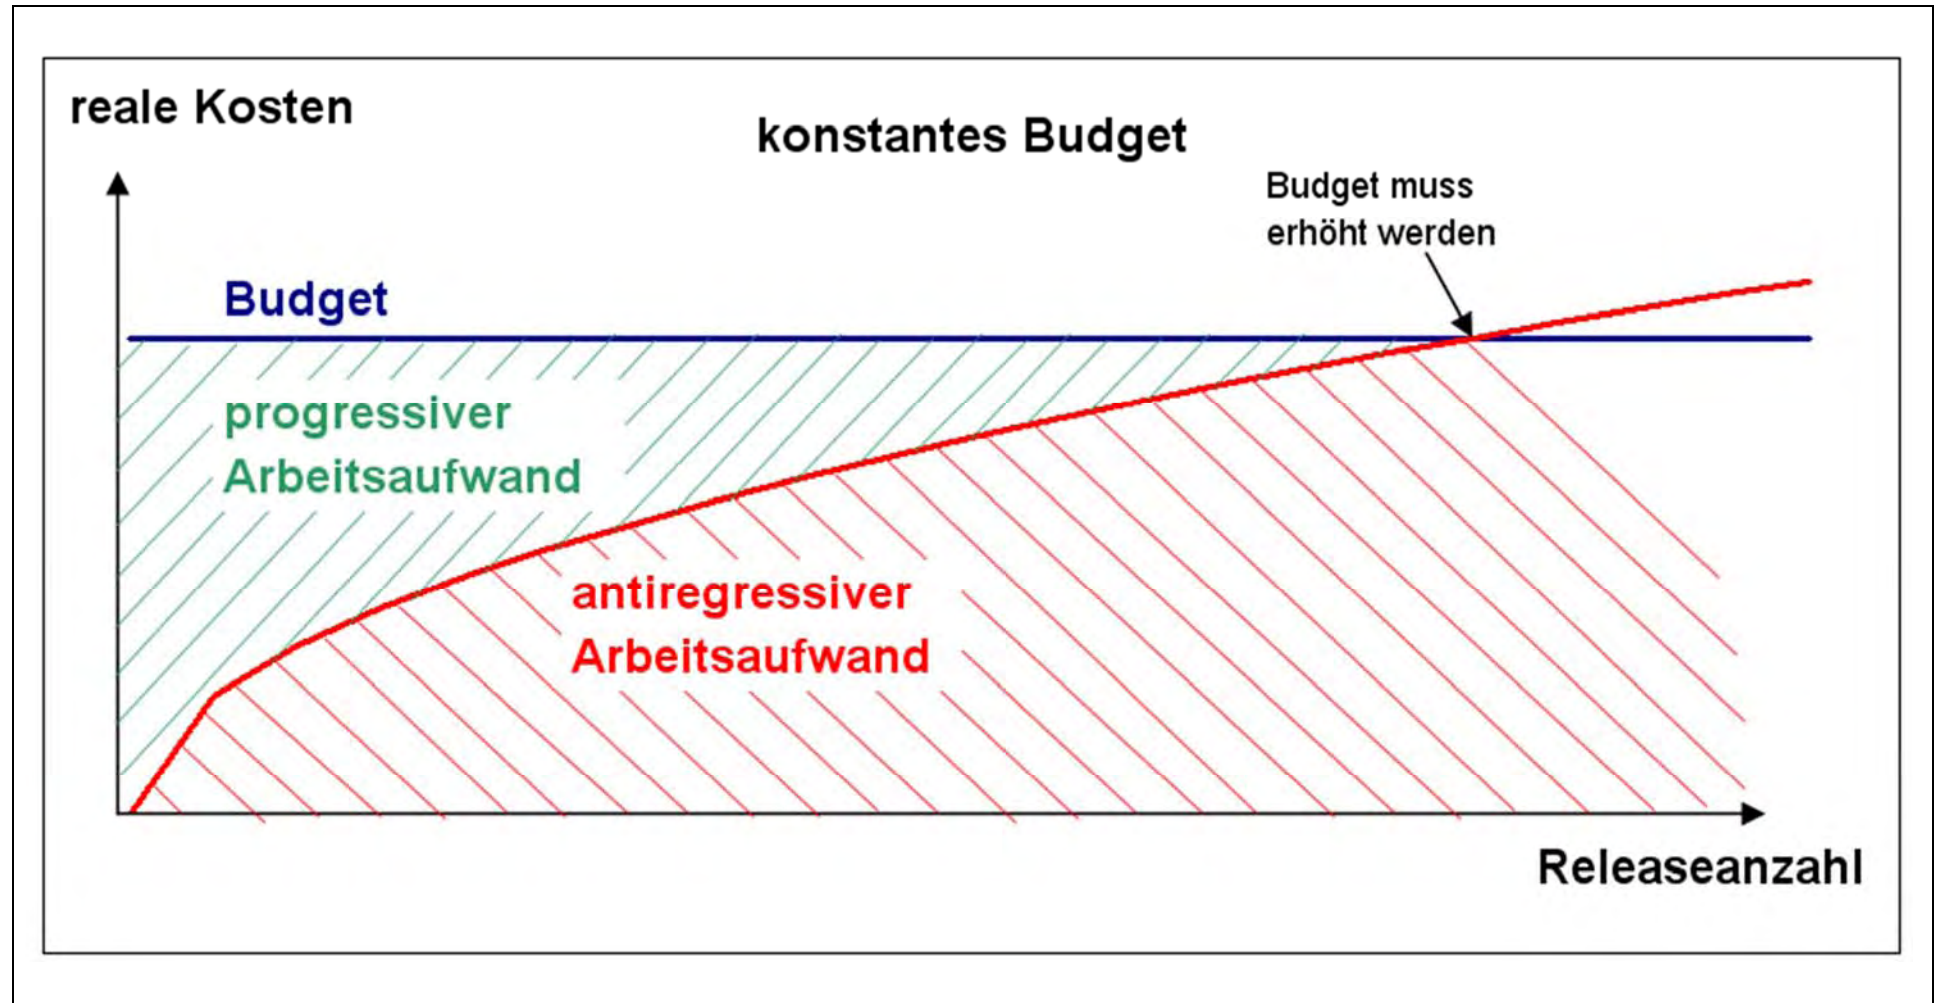 reale Kosten
konstantes Budget
Budget muss
erhöht werden
Budget
progressiver
Arbeitsaufwand
antiregressiver
Arbeitsaufwand
Releaseanzahl